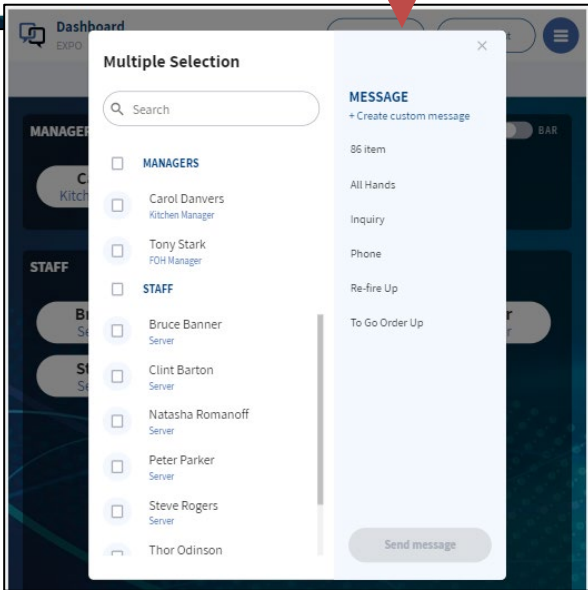 Dashboard
EXPO
Multiple Selection
Search
MANAGERS
Carol Danvers
Kitchen Manager
Tony Stark
FOH Manager
STAFF
Bruce Banner
Server
Clint Barton
Server
Natasha Romanoff
Server
Peter Parker
Server
Steve Rogers
Server
Thor Odinson
MESSAGE
+ Create custom message
86 item
All Hands
Inquiry
Phone
Re-fire Up
To Go Order Up
Send message
BAR
STAFF